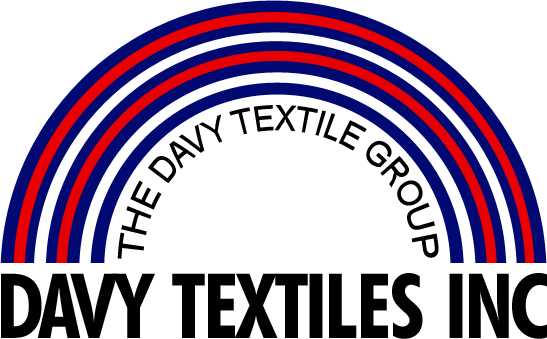 THE DAVY TEXTILE GROUP
DAVY TEXTILES INC